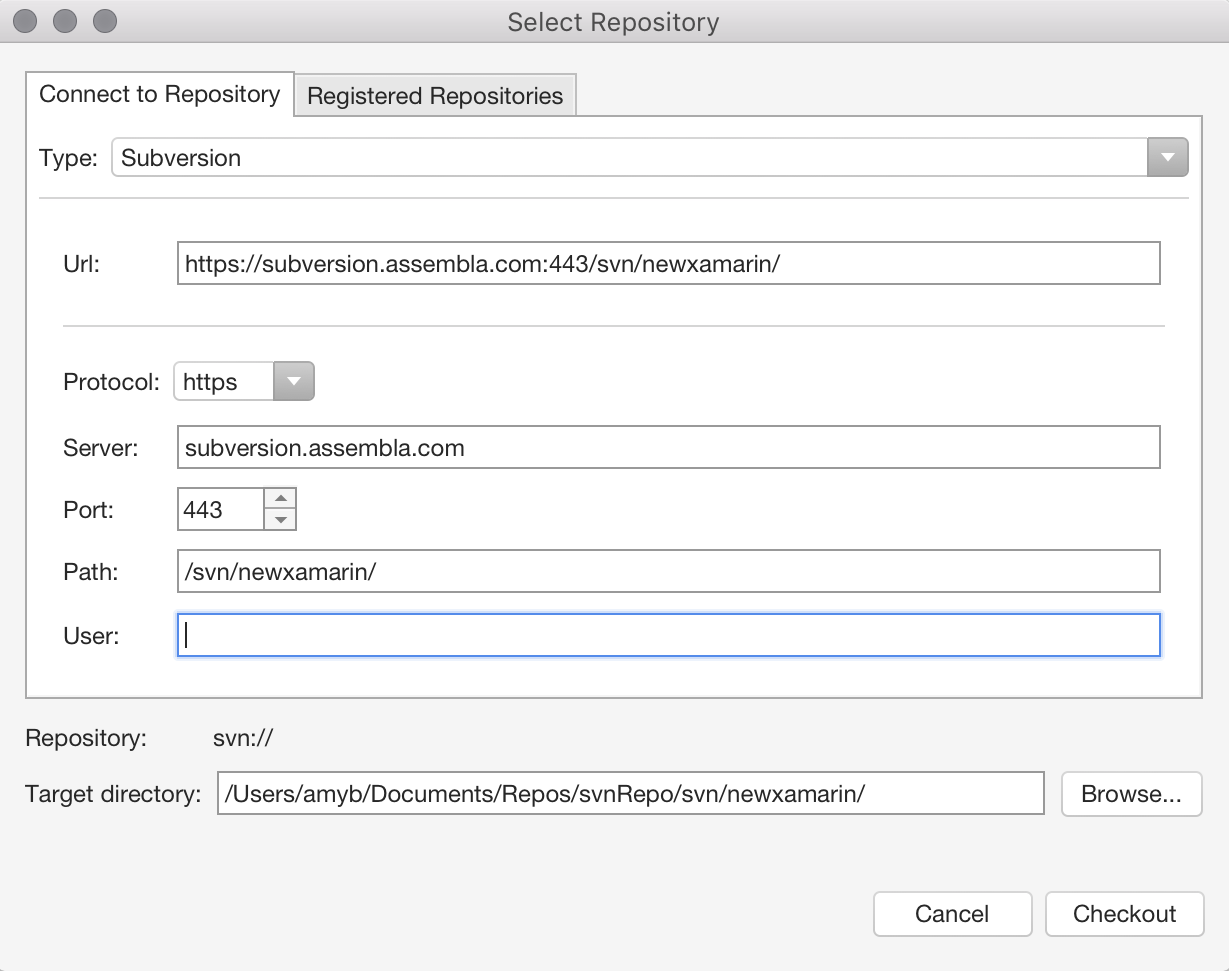 Select Repository
Connect to Repository
Registered Repositories
Type: Subversion
Url: https://subversion.assembla.com:443/svn/newxamarin/
Protocol: https
Server: subversion.assembla.com
Port: 443
Path: /svn/newxamarin/
User:
Repository: svn://
Target directory: /Users/amyb/Documents/Repos/svnRepo/svn/newxamarin/ Browse...
Cancel Checkout